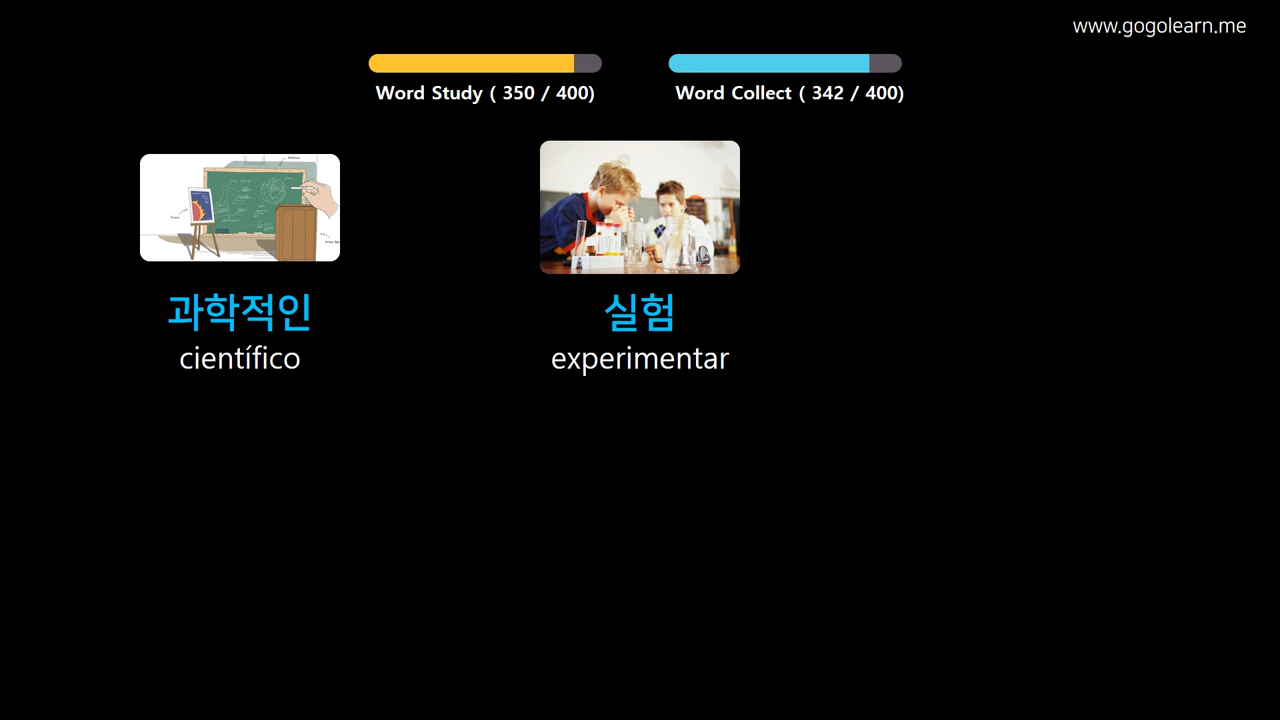 www.gogolearn.me
Word Study ( 350 / 400)
Word Collect ( 342 / 400)
과학적인
científico
실험
experimentar